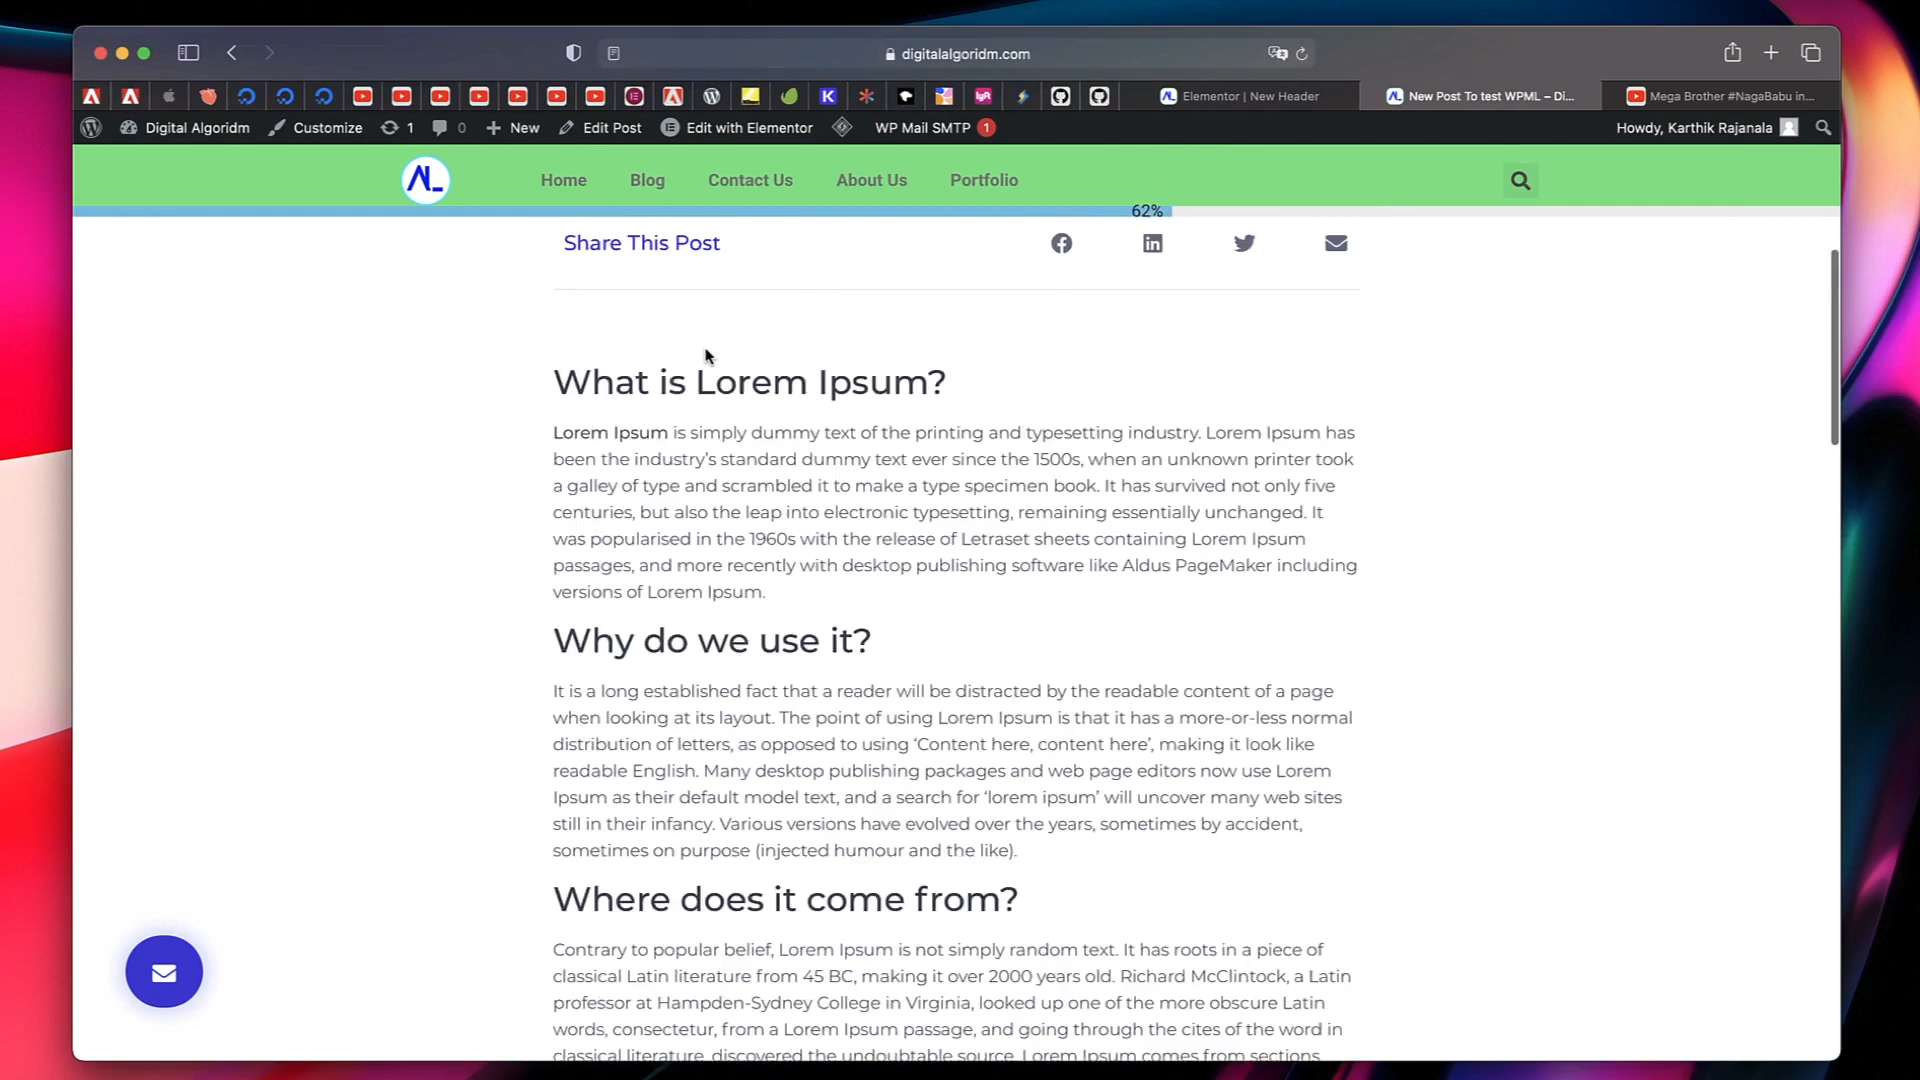 digitalalgoridm.com
Elementor | New Header
New Post To test WPML – Di...
Mega Brother #NagaBabu in...
Digital Algoridm
Customize
1
0
New
Edit Post
Edit with Elementor
WP Mail SMTP 1
Howdy, Karthik Rajanala
AL
Home
Blog
Contact Us
About Us
Portfolio
62%
Share This Post
What is Lorem Ipsum?
Lorem Ipsum is simply dummy text of the printing and typesetting industry. Lorem Ipsum has
been the industry’s standard dummy text ever since the 1500s, when an unknown printer took
a galley of type and scrambled it to make a type specimen book. It has survived not only five
centuries, but also the leap into electronic typesetting, remaining essentially unchanged. It
was popularised in the 1960s with the release of Letraset sheets containing Lorem Ipsum
passages, and more recently with desktop publishing software like Aldus PageMaker including
versions of Lorem Ipsum.
Why do we use it?
It is a long established fact that a reader will be distracted by the readable content of a page
when looking at its layout. The point of using Lorem Ipsum is that it has a more-or-less normal
distribution of letters, as opposed to using ‘Content here, content here’, making it look like
readable English. Many desktop publishing packages and web page editors now use Lorem
Ipsum as their default model text, and a search for ‘lorem ipsum’ will uncover many web sites
still in their infancy. Various versions have evolved over the years, sometimes by accident,
sometimes on purpose (injected humour and the like).
Where does it come from?
Contrary to popular belief, Lorem Ipsum is not simply random text. It has roots in a piece of
classical Latin literature from 45 BC, making it over 2000 years old. Richard McClintock, a Latin
professor at Hampden-Sydney College in Virginia, looked up one of the more obscure Latin
words, consectetur, from a Lorem Ipsum passage, and going through the cites of the word in
classical literature, discovered the undoubtable source. Lorem Ipsum comes from sections